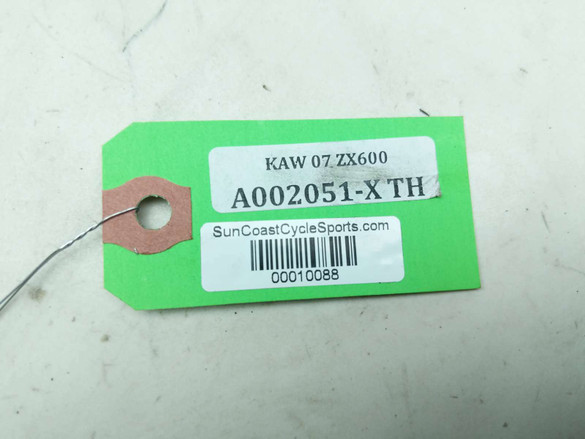 KAW 07 ZX600
A002051-X TH
SunCoastCycleSports.com
00010088